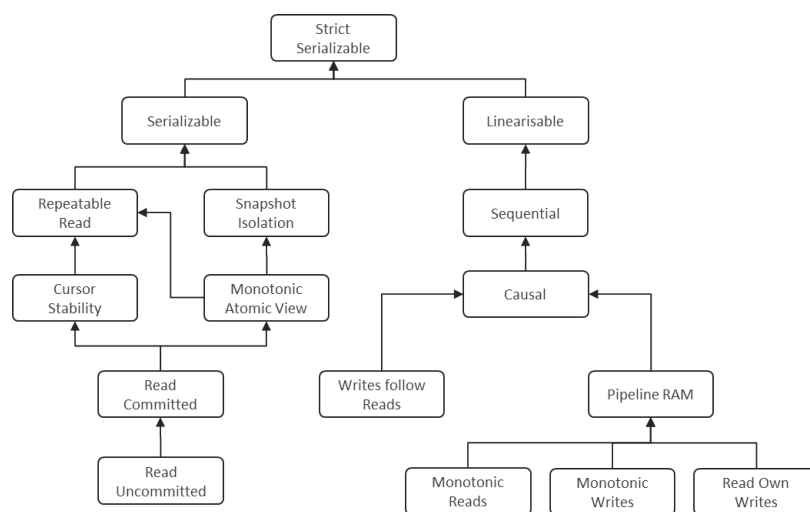 Strict
Serializable
Serializable
Linearisable
Repeatable
Read
Snapshot
Isolation
Sequential
Cursor
Stability
Monotonic
Atomic View
Causal
Read
Committed
Writes follow
Reads
Pipeline RAM
Read
Uncommitted
Monotonic
Reads
Monotonic
Writes
Read Own
Writes